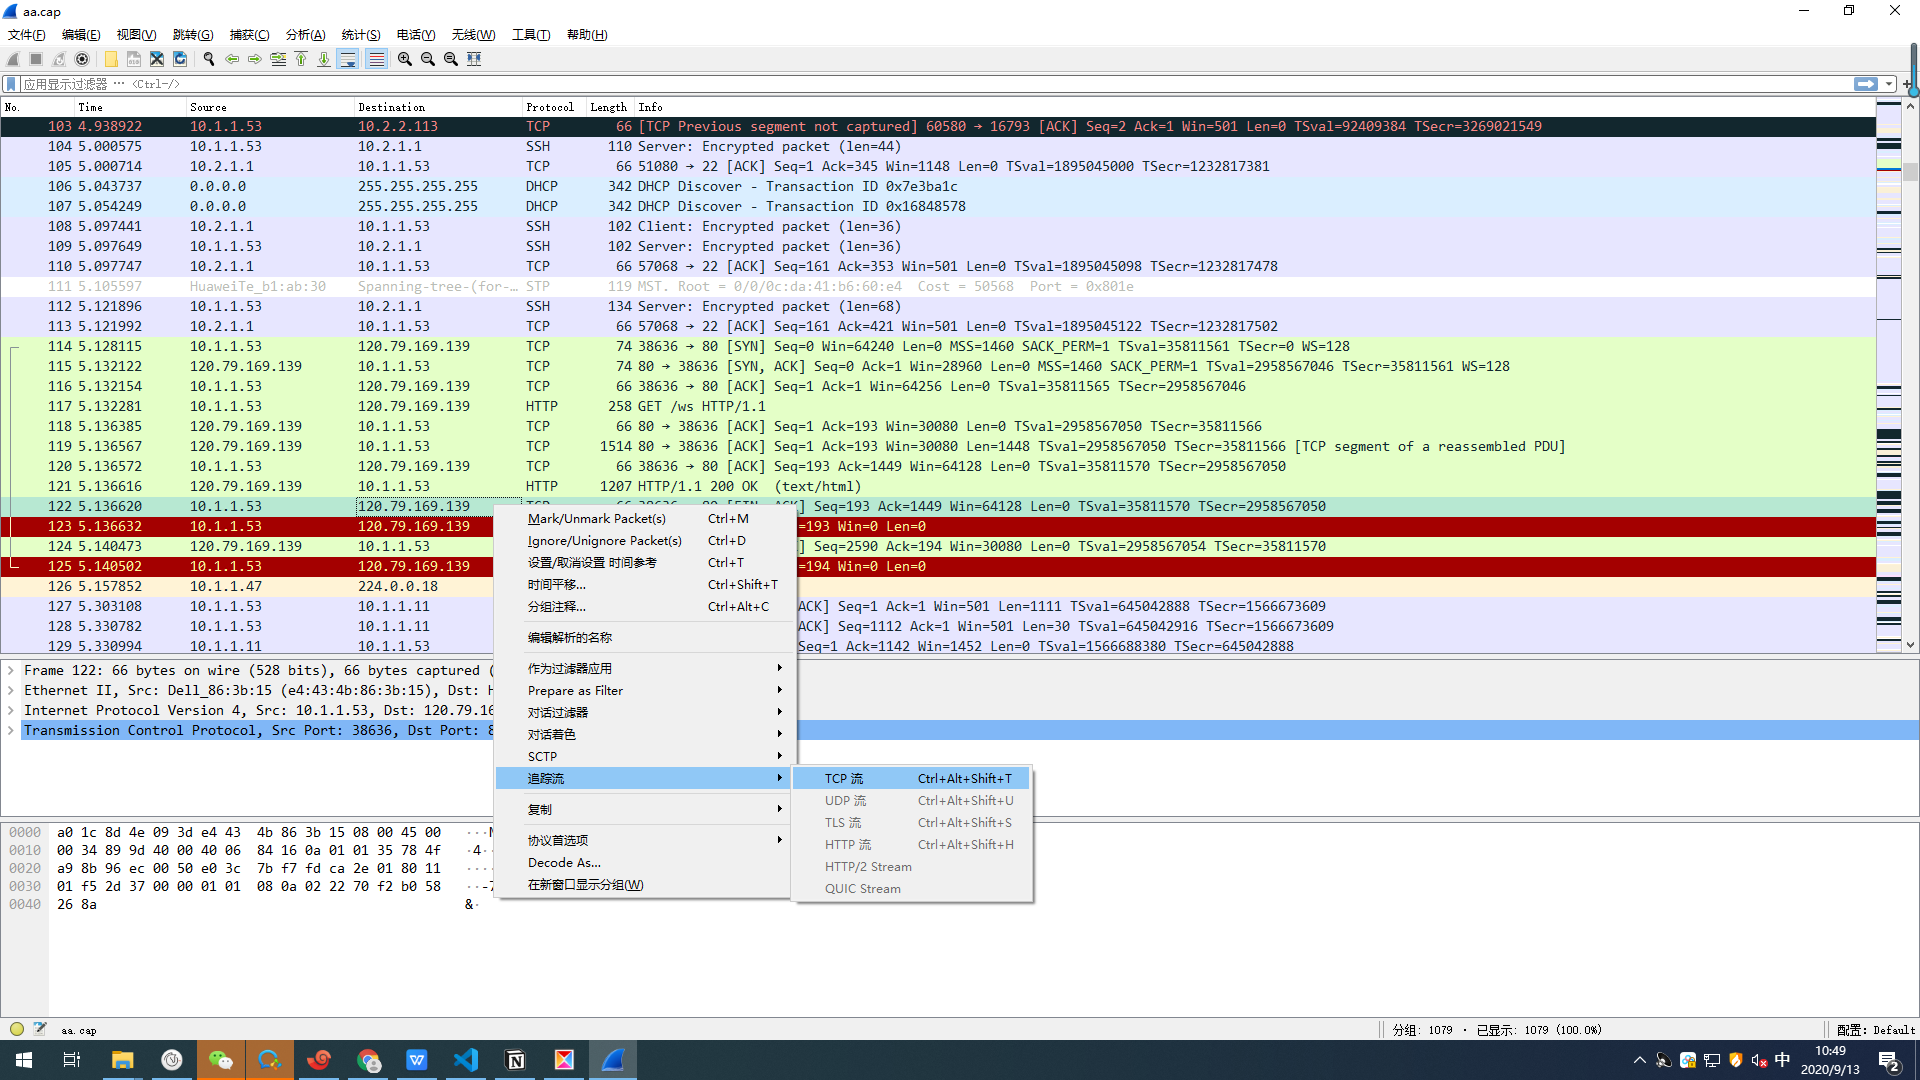 aa.cap
文件(F) 编辑(E) 视图(V) 跳转(G) 捕获(C) 分析(A) 统计(S) 电话(Y) 无线(W) 工具(T) 帮助(H)
应用显示过滤器 … <Ctrl-/>
No. Time Source Destination Protocol Length Info
103 4.938922 10.1.1.53 10.2.2.113 TCP 66 [TCP Previous segment not captured] 60580 → 16793 [ACK] Seq=2 Ack=1 Win=501 Len=0 TSval=92409384 TSecr=3269021549
104 5.000575 10.1.1.53 10.2.1.1 SSH 110 Server: Encrypted packet (len=44)
105 5.000714 10.2.1.1 10.1.1.53 TCP 66 51080 → 22 [ACK] Seq=1 Ack=345 Win=1148 Len=0 TSval=1895045000 TSecr=1232817381
106 5.043737 0.0.0.0 255.255.255.255 DHCP 342 DHCP Discover - Transaction ID 0x7e3ba1c
107 5.054249 0.0.0.0 255.255.255.255 DHCP 342 DHCP Discover - Transaction ID 0x16848578
108 5.097441 10.2.1.1 10.1.1.53 SSH 102 Client: Encrypted packet (len=36)
109 5.097649 10.1.1.53 10.2.1.1 SSH 102 Server: Encrypted packet (len=36)
110 5.097747 10.2.1.1 10.1.1.53 TCP 66 57068 → 22 [ACK] Seq=161 Ack=353 Win=501 Len=0 TSval=1895045098 TSecr=1232817478
111 5.105597 HuaweiTe_b1:ab:30 Spanning-tree-(for-… STP 119 MST. Root = 0/0/0c:da:41:b6:60:e4 Cost = 50568 Port = 0x801e
112 5.121896 10.1.1.53 10.2.1.1 SSH 134 Server: Encrypted packet (len=68)
113 5.121992 10.2.1.1 10.1.1.53 TCP 66 57068 → 22 [ACK] Seq=161 Ack=421 Win=501 Len=0 TSval=1895045122 TSecr=1232817502
114 5.128115 10.1.1.53 120.79.169.139 TCP 74 38636 → 80 [SYN] Seq=0 Win=64240 Len=0 MSS=1460 SACK_PERM=1 TSval=35811561 TSecr=0 WS=128
115 5.132122 120.79.169.139 10.1.1.53 TCP 74 80 → 38636 [SYN, ACK] Seq=0 Ack=1 Win=28960 Len=0 MSS=1460 SACK_PERM=1 TSval=2958567046 TSecr=35811561 WS=128
116 5.132154 10.1.1.53 120.79.169.139 TCP 66 38636 → 80 [ACK] Seq=1 Ack=1 Win=64256 Len=0 TSval=35811565 TSecr=2958567046
117 5.132281 10.1.1.53 120.79.169.139 HTTP 258 GET /ws HTTP/1.1
118 5.136385 120.79.169.139 10.1.1.53 TCP 66 80 → 38636 [ACK] Seq=1 Ack=193 Win=30080 Len=0 TSval=2958567050 TSecr=35811566
119 5.136567 120.79.169.139 10.1.1.53 TCP 1514 80 → 38636 [ACK] Seq=1 Ack=193 Win=30080 Len=1448 TSval=2958567050 TSecr=35811566 [TCP segment of a reassembled PDU]
120 5.136572 10.1.1.53 120.79.169.139 TCP 66 38636 → 80 [ACK] Seq=193 Ack=1449 Win=64128 Len=0 TSval=35811570 TSecr=2958567050
121 5.136616 120.79.169.139 10.1.1.53 HTTP 1207 HTTP/1.1 200 OK (text/html)
122 5.136620 10.1.1.53 120.79.169.139 ] Seq=193 Ack=1449 Win=64128 Len=0 TSval=35811570 TSecr=2958567050
123 5.136632 10.1.1.53 120.79.169.139 =193 Win=0 Len=0
124 5.140473 120.79.169.139 10.1.1.53 ] Seq=2590 Ack=194 Win=30080 Len=0 TSval=2958567054 TSecr=35811570
125 5.140502 10.1.1.53 120.79.169.139 =194 Win=0 Len=0
126 5.157852 10.1.1.47 224.0.0.18
127 5.303108 10.1.1.53 10.1.1.11 ACK] Seq=1 Ack=1 Win=501 Len=1111 TSval=645042888 TSecr=1566673609
128 5.330782 10.1.1.53 10.1.1.11 ACK] Seq=1112 Ack=1 Win=501 Len=30 TSval=645042916 TSecr=1566673609
129 5.330994 10.1.1.11 10.1.1.53 Seq=1 Ack=1142 Win=1452 Len=0 TSval=1566688380 TSecr=645042888
Mark/Unmark Packet(s) Ctrl+M
Ignore/Unignore Packet(s) Ctrl+D
设置/取消设置 时间参考 Ctrl+T
时间平移... Ctrl+Shift+T
分组注释... Ctrl+Alt+C
编辑解析的名称
作为过滤器应用
Prepare as Filter
对话过滤器
对话着色
SCTP
追踪流
复制
协议首选项
Decode As...
在新窗口显示分组(W)
TCP 流 Ctrl+Alt+Shift+T
UDP 流 Ctrl+Alt+Shift+U
TLS 流 Ctrl+Alt+Shift+S
HTTP 流 Ctrl+Alt+Shift+H
HTTP/2 Stream
QUIC Stream
Frame 122: 66 bytes on wire (528 bits), 66 bytes captured (
Ethernet II, Src: Dell_86:3b:15 (e4:43:4b:86:3b:15), Dst: H
Internet Protocol Version 4, Src: 10.1.1.53, Dst: 120.79.16
Transmission Control Protocol, Src Port: 38636, Dst Port: 8
0000 a0 1c 8d 4e 09 3d e4 43 4b 86 3b 15 08 00 45 00 ···N
0010 00 34 89 9d 40 00 40 06 84 16 0a 01 01 35 78 4f ·4··
0020 a9 8b 96 ec 00 50 e0 3c 7b f7 fd ca 2e 01 80 11 ····
0030 01 f5 2d 37 00 00 01 01 08 0a 02 22 70 f2 b0 58 ··-7
0040 26 8a &·
aa.cap 分组: 1079 · 已显示: 1079 (100.0%) 配置: Default
中 10:49
2020/9/13 2